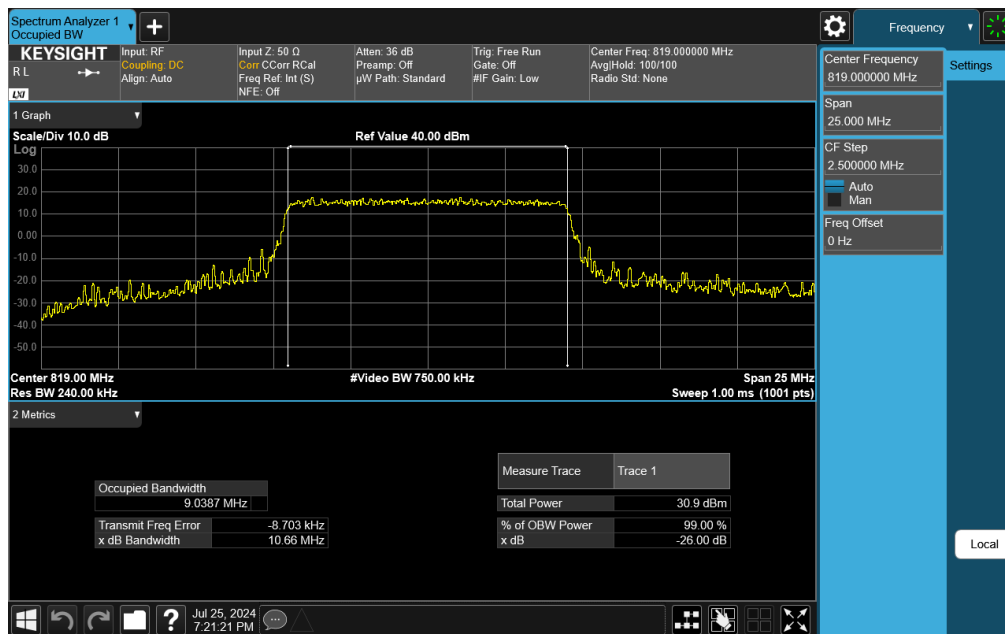 Spectrum Analyzer 1
Occupied BW
Frequency
KEYSIGHT
R L
LXI
Input: RF
Coupling: DC
Align: Auto
Input Z: 50 Ω
Corr CCorr RCal
Freq Ref: Int (S)
NFE: Off
Atten: 36 dB
Preamp: Off
µW Path: Standard
Trig: Free Run
Gate: Off
#IF Gain: Low
Center Freq: 819.000000 MHz
Avg|Hold: 100/100
Radio Std: None
Center Frequency
819.000000 MHz
Settings
Span
25.000 MHz
CF Step
2.500000 MHz
Auto
Man
Freq Offset
0 Hz
Local
1 Graph
Scale/Div 10.0 dB
Ref Value 40.00 dBm
Log
30.0
20.0
10.0
0.00
-10.0
-20.0
-30.0
-40.0
-50.0
Center 819.00 MHz
#Video BW 750.00 kHz
Span 25 MHz
Res BW 240.00 kHz
Sweep 1.00 ms (1001 pts)
2 Metrics
Measure Trace
Trace 1
Occupied Bandwidth
9.0387 MHz
Total Power
30.9 dBm
Transmit Freq Error
-8.703 kHz
% of OBW Power
99.00 %
x dB Bandwidth
10.66 MHz
x dB
-26.00 dB
Jul 25, 2024
7:21:21 PM